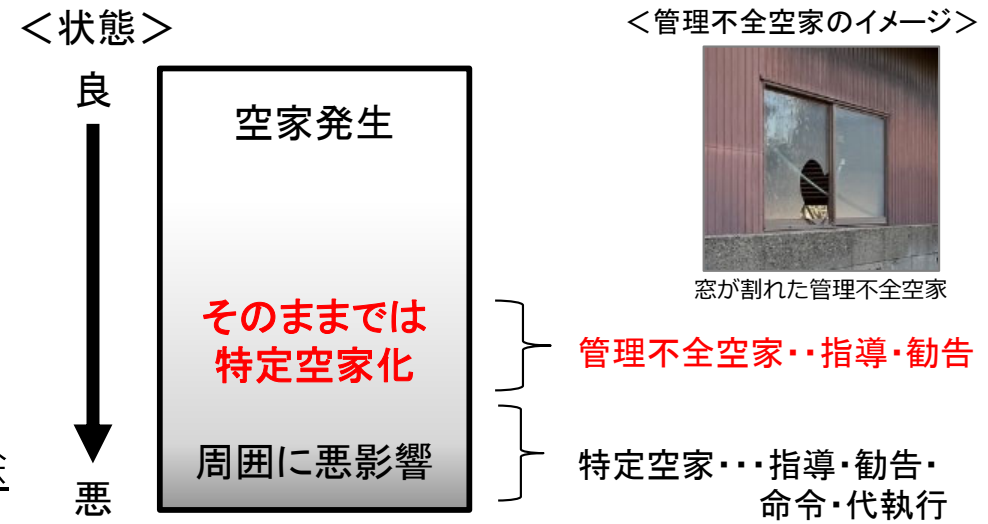 ＜状態＞
良
空家発生
そのままでは
特定空家化
周囲に悪影響
悪
＜管理不全空家のイメージ＞
窓が割れた管理不全空家
管理不全空家・・指導・勧告
特定空家・・・指導・勧告・
命令・代執行